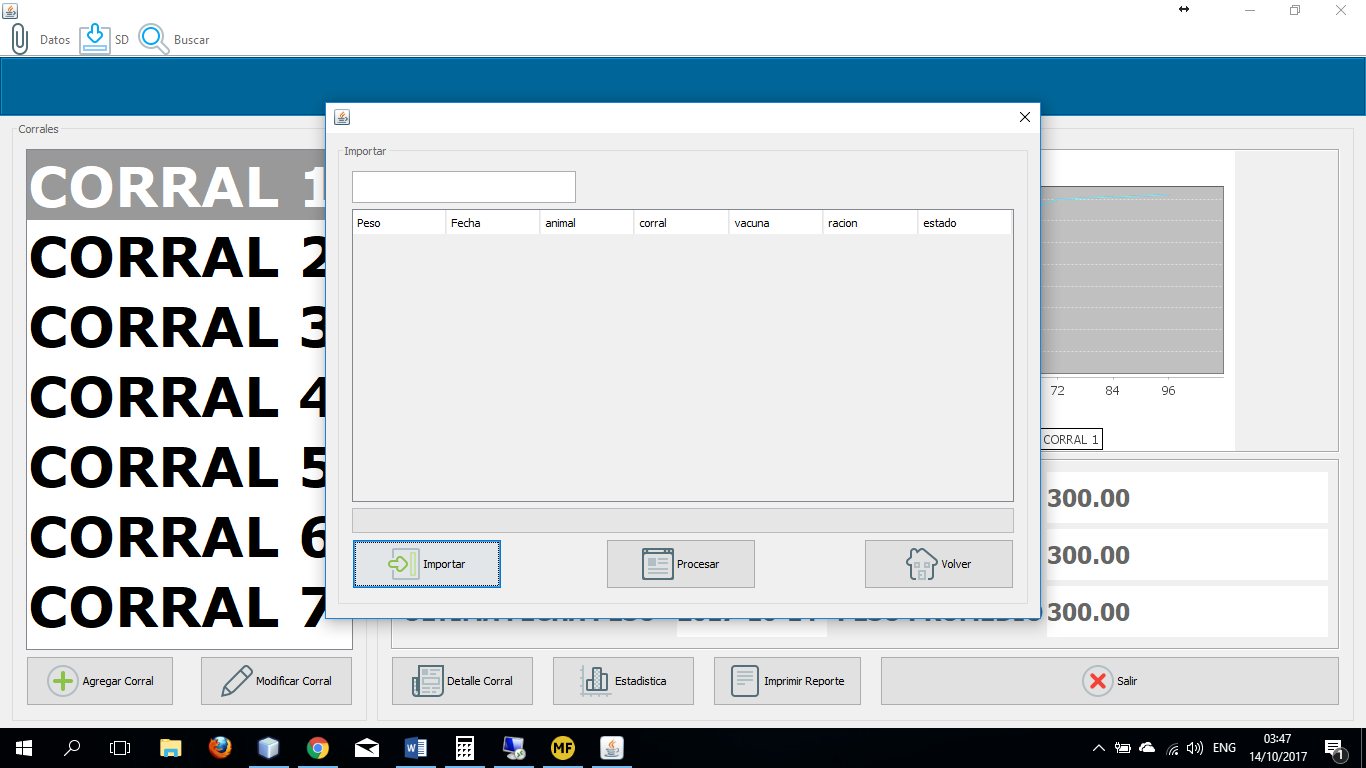 Datos SD Buscar
Corrales
CORRAL 1
CORRAL 2
CORRAL 3
CORRAL 4
CORRAL 5
CORRAL 6
CORRAL 7
Agregar Corral
Modificar Corral
Importar
Peso Fecha animal corral vacuna racion estado
Importar
Procesar
Volver
72 84 96
CORRAL 1
300.00
300.00
300.00
Detalle Corral
Estadistica
Imprimir Reporte
Salir
MF
ENG
03:47
14/10/2017
1